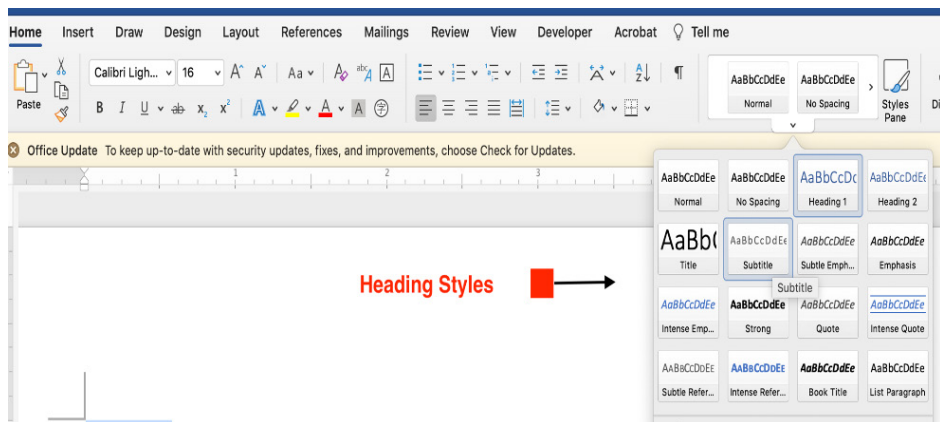 Home Insert Draw Design Layout References Mailings Review View Developer Acrobat Tell me
Calibri Ligh... 16 A^ Aˇ Aa A abc A A
Paste B I U ab x₂ x² A A A 字
A Z ¶
AaBbCcDdEe AaBbCcDdEe
Normal No Spacing Styles Pane Di
Office Update To keep up-to-date with security updates, fixes, and improvements, choose Check for Updates.
1 2 3
AaBbCcDdEe AaBbCcDdEe AaBbCcDc AaBbCcDdEe
Normal No Spacing Heading 1 Heading 2
AaBb( AaBbCcDdEe AaBbCcDdEe AaBbCcDdEe
Title Subtitle Subtle Emph... Emphasis
Heading Styles
Subtitle
AaBbCcDdEe AaBbCcDdEe AaBbCcDdEe AaBbCcDdEe
Intense Emp... Strong Quote Intense Quote
AaBbCcDdEe AaBbCcDdEe AaBbCcDdEe AaBbCcDdEe
Subtle Refer... Intense Refer... Book Title List Paragraph